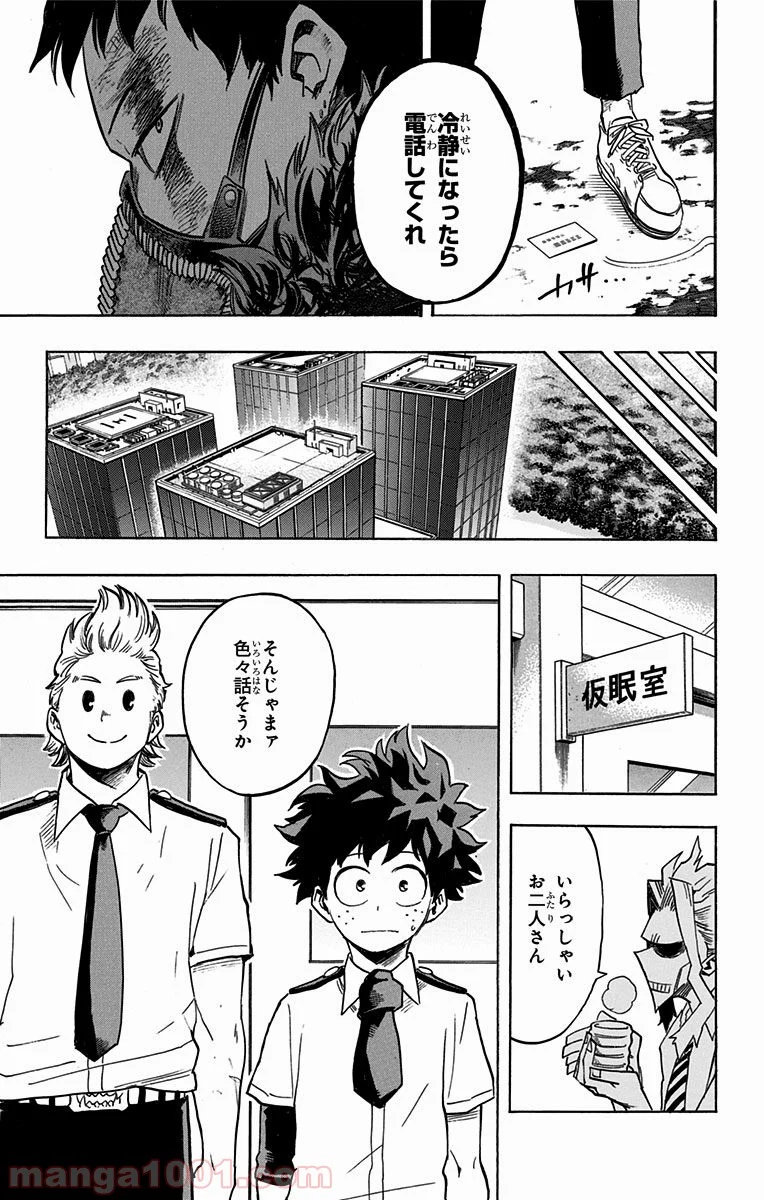 冷静になったら
電話してくれ
カサ…
仮眠室
いらっしゃい
お二人さん
そんじゃまァ
色々話そうか
manga1001.com